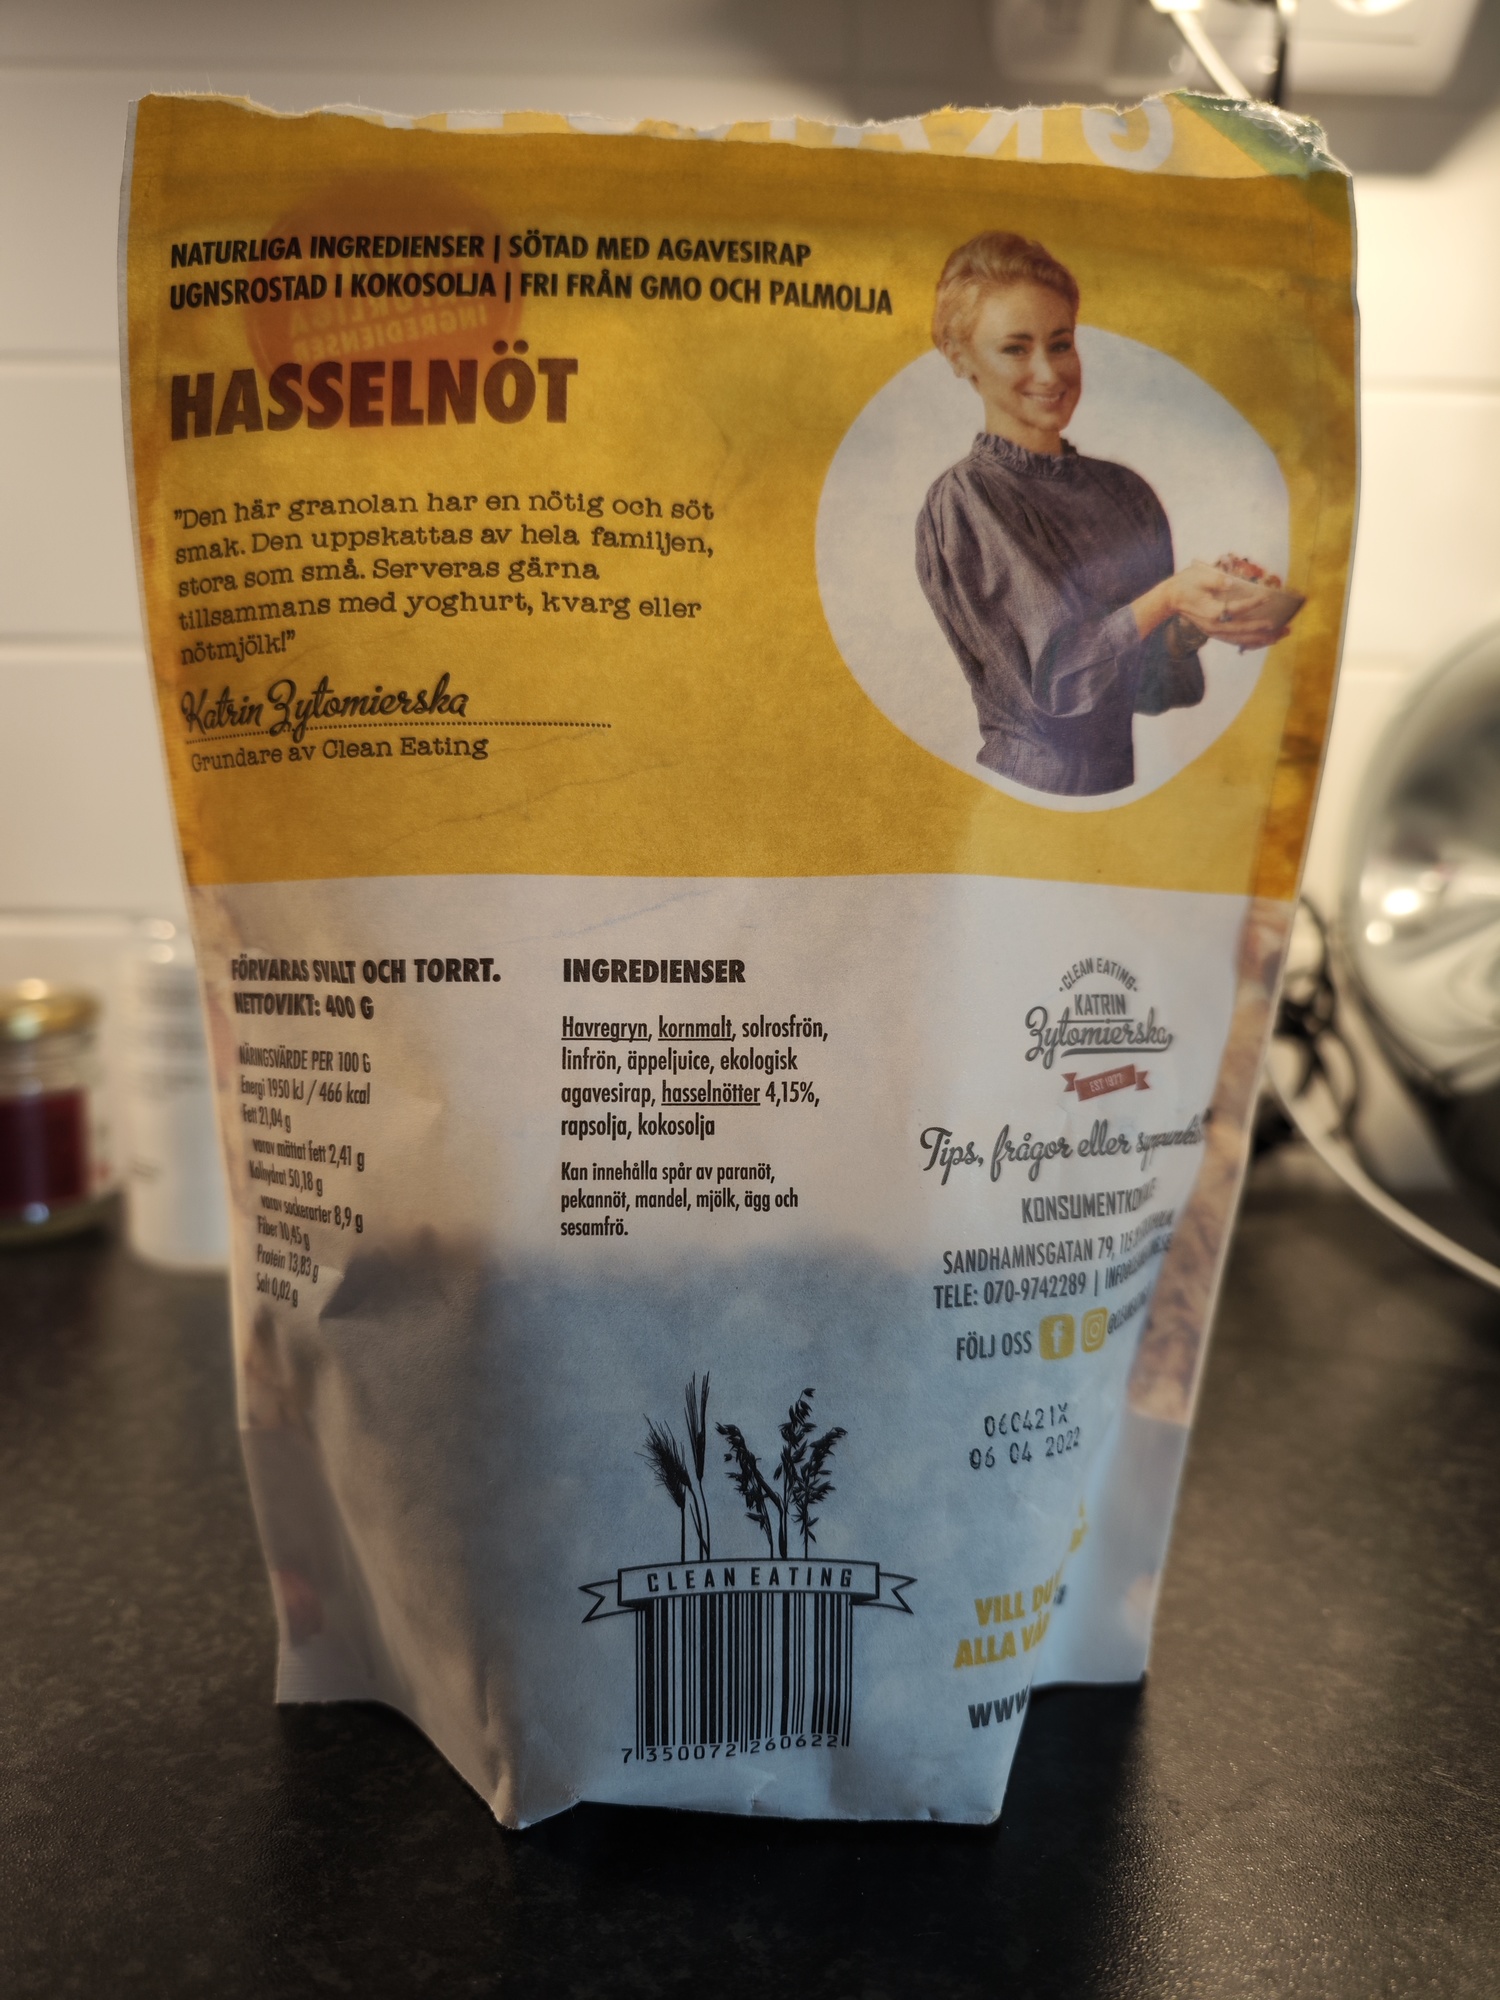 NATURLIGA INGREDIENSER | SÖTAD MED AGAVESIRAP
UGNSROSTAD I KOKOSOLJA | FRI FRÅN GMO OCH PALMOLJA
HASSELNÖT
"Den här granolan har en nötig och söt
smak. Den uppskattas av hela familjen,
stora som små. Serveras gärna
tillsammans med yoghurt, kvarg eller
nötmjölk!"
Katrin Zytomierska
Grundare av Clean Eating
FÖRVARAS SVALT OCH TORRT.
NETTOVIKT: 400 G
NÄRINGSVÄRDE PER 100 G
Energi 1950 kJ / 466 kcal
Fett 21,04 g
varav mättat fett 2,41 g
Kolhydrat 50,18 g
varav sockerarter 8,9 g
Fiber 10,45 g
Protein 13,83 g
Salt 0,02 g
INGREDIENSER
Havregryn, kornmalt, solrosfrön,
linfrön, äppeljuice, ekologisk
agavesirap, hasselnötter 4,15%,
rapsolja, kokosolja
Kan innehålla spår av paranöt,
pekannöt, mandel, mjölk, ägg och
sesamfrö.
·CLEAN EATING·
KATRIN
Zytomierska
EST 1977
Tips, frågor eller
SANDHAMNSGATAN 79,
TELE: 070-9742289 |
FÖLJ OSS
060421X
06 04 2022
CLEAN EATING
7 350072 260622
VILL DU
ALLA
WWW.